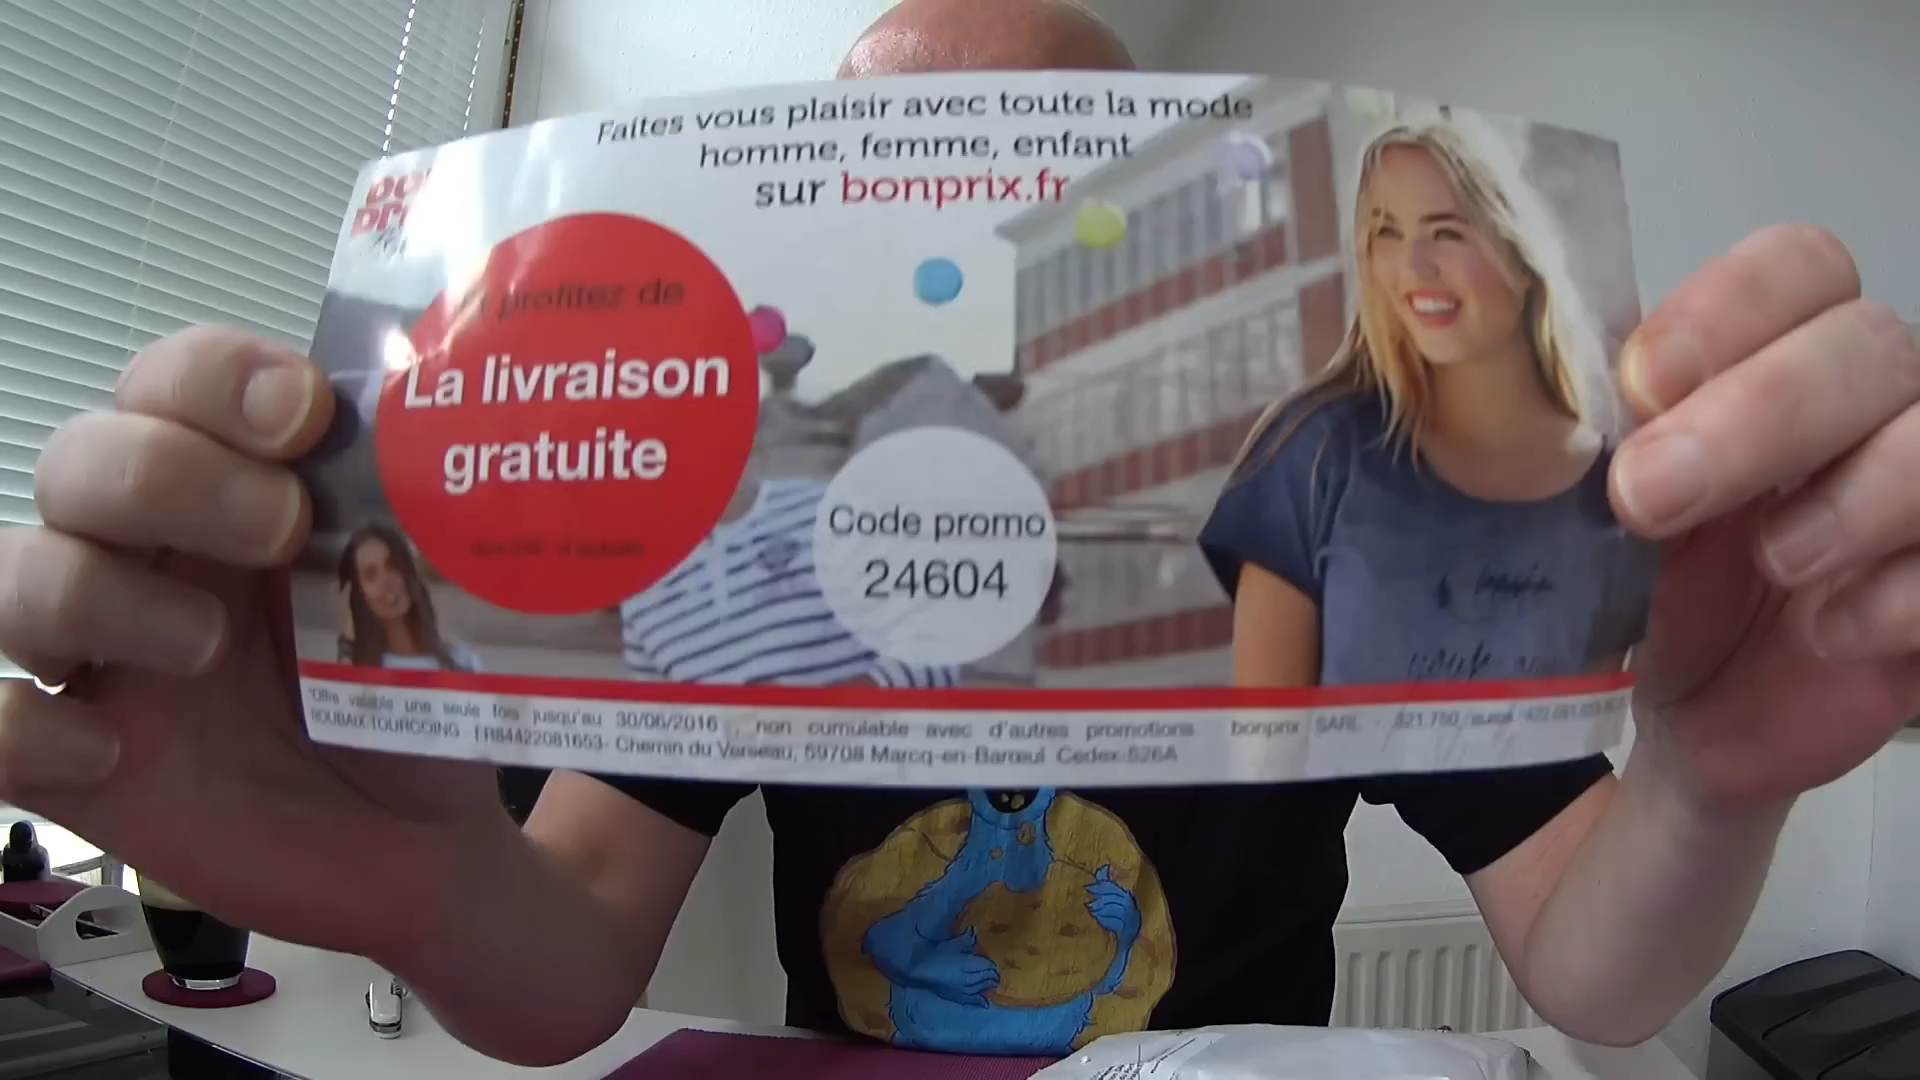 Faites vous plaisir avec toute la mode
homme, femme, enfant
sur bonprix.fr
profitez de
La livraison
gratuite
Code promo
24604
*Offre valable une seule fois jusqu'au 30/06/2016 , non cumulable avec d'autres promotions bonprix SARL
ROUBAIX TOURCOING - FR84422081653- Chemin du Verseau, 59708 Marcq-en-Barœul Cedex